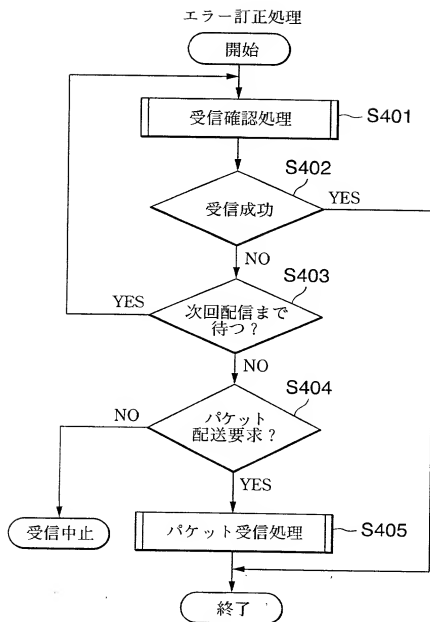 エラー訂正処理
開始
受信確認処理
S401
S402
受信成功
YES
NO
S403
YES
次回配信まで
待つ?
NO
S404
NO
パケット
配送要求?
YES
受信中止
パケット受信処理
S405
終了